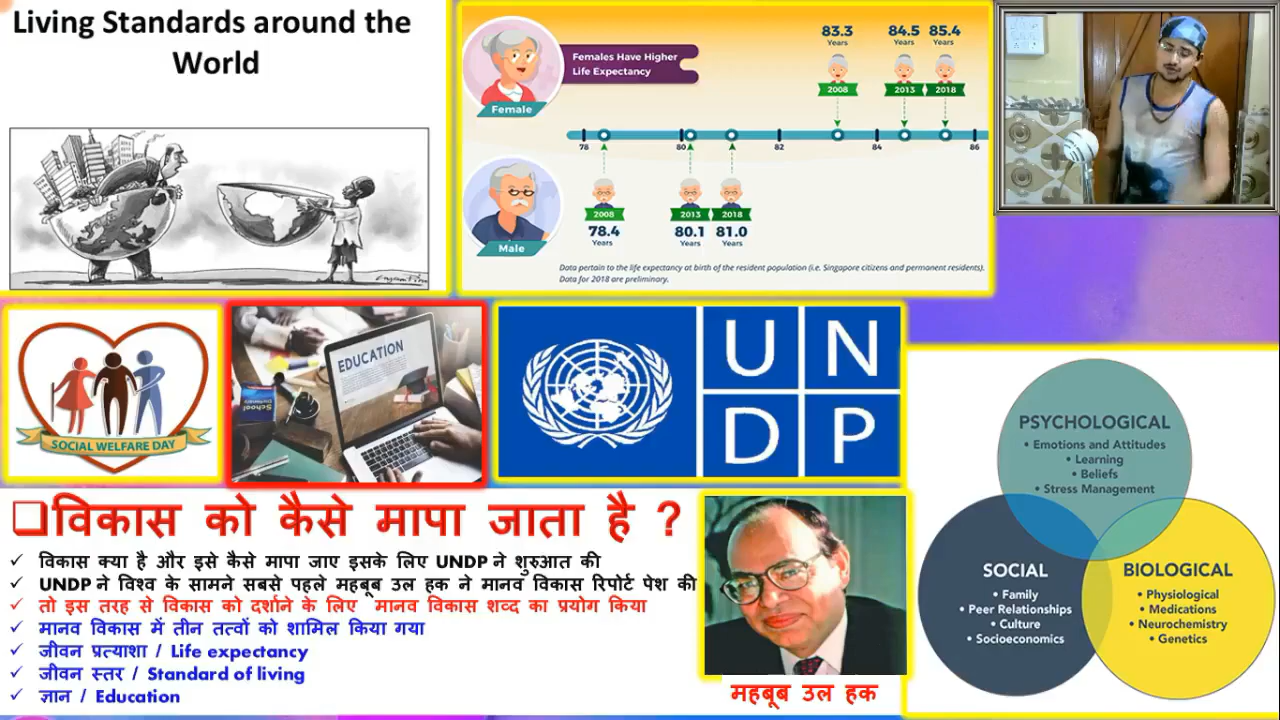 Living Standards around the
World
Females Have Higher
Life Expectancy
Female
83.3
Years
2008
84.5
Years
2013
85.4
Years
2018
78
80
82
84
86
Male
2008
78.4
Years
2013
80.1
Years
2018
81.0
Years
Data pertain to the life expectancy at birth of the resident population (i.e. Singapore citizens and permanent residents).
Data for 2018 are preliminary.
SOCIAL WELFARE DAY
EDUCATION
School
U N
D P
PSYCHOLOGICAL
• Emotions and Attitudes
• Learning
• Beliefs
• Stress Management
SOCIAL
• Family
• Peer Relationships
• Culture
• Socioeconomics
BIOLOGICAL
• Physiological
• Medications
• Neurochemistry
• Genetics
❑विकास को कैसे मापा जाता है ?
✓ विकास क्या है और इसे कैसे मापा जाए इसके लिए UNDP ने शुरुआत की
✓ UNDP ने विश्व के सामने सबसे पहले महबूब उल हक ने मानव विकास रिपोर्ट पेश की
✓ तो इस तरह से विकास को दर्शाने के लिए मानव विकास शव्द का प्रयोग किया
✓ मानव विकास में तीन तत्वों को शामिल किया गया
✓ जीवन प्रत्याशा / Life expectancy
✓ जीवन स्तर / Standard of living
✓ ज्ञान / Education
महबूब उल हक